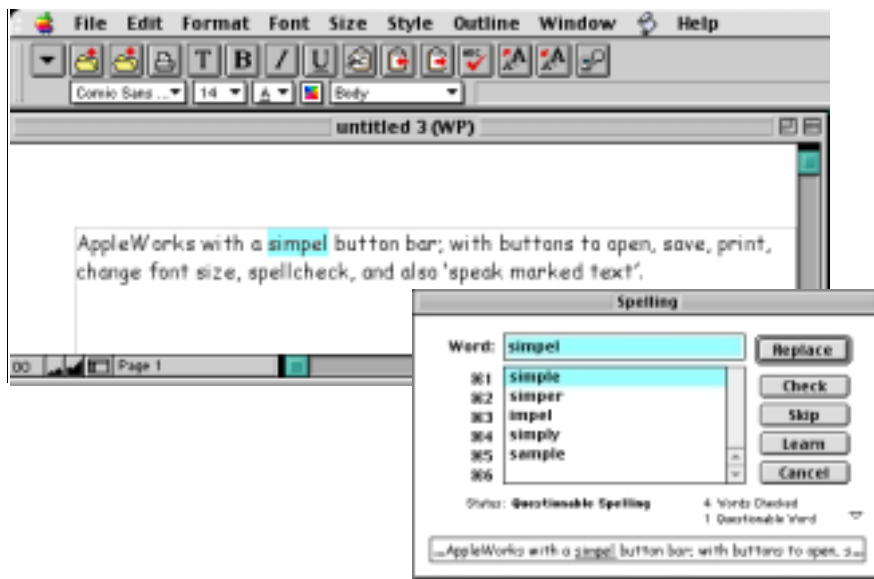 File Edit Format Font Size Style Outline Window Help
T B I U
Comic Sans ... 14 A Body
untitled 3 (WP)
AppleWorks with a simpel button bar; with buttons to open, save, print,
change font size, spellcheck, and also 'speak marked text'.
00 Page 1
Spelling
Word: simpel
Replace
⌘1 simple
⌘2 simper
⌘3 impel
⌘4 simply
⌘5 sample
⌘6
Check
Skip
Learn
Cancel
Status: Questionable Spelling
4 Words Checked
1 Questionable Word
...AppleWorks with a simpel button bar; with buttons to open, s...